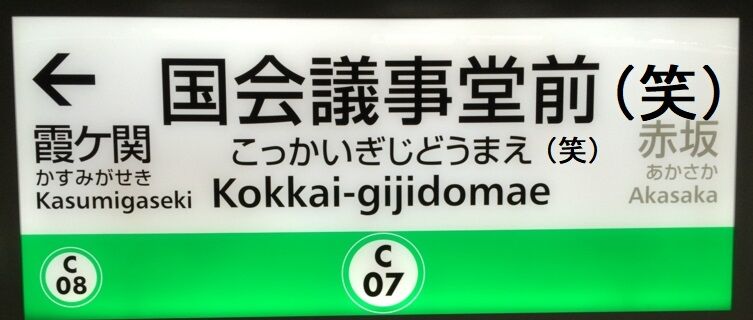 ← 国会議事堂前(笑)
霞ケ関 こっかいぎじどうまえ(笑) 赤坂
かすみがせき あかさか
Kasumigaseki Kokkai-gijidomae Akasaka
C 08
C 07